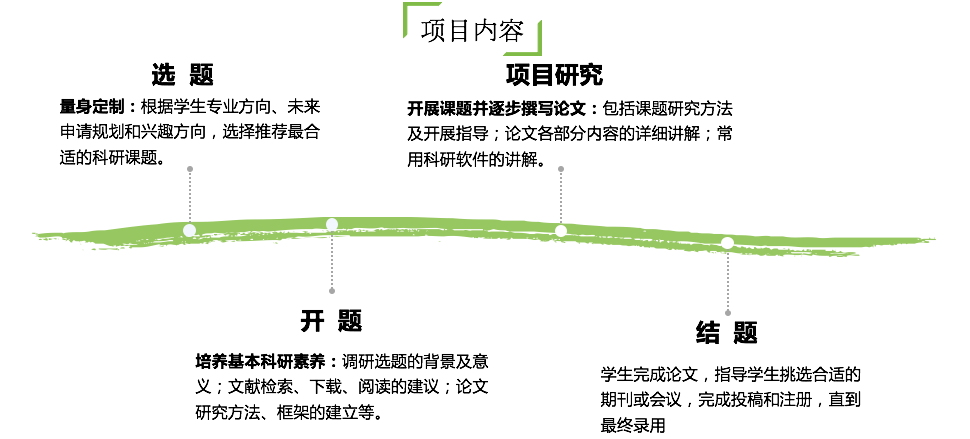 项目内容
选 题
量身定制：根据学生专业方向、未来
申请规划和兴趣方向，选择推荐最合
适的科研课题。
开 题
培养基本科研素养：调研选题的背景及意
义；文献检索、下载、阅读的建议；论文
研究方法、框架的建立等。
项目研究
开展课题并逐步撰写论文：包括课题研究方法
及开展指导；论文各部分内容的详细讲解；常
用科研软件的讲解。
结 题
学生完成论文，指导学生挑选合适的
期刊或会议，完成投稿和注册，直到
最终录用